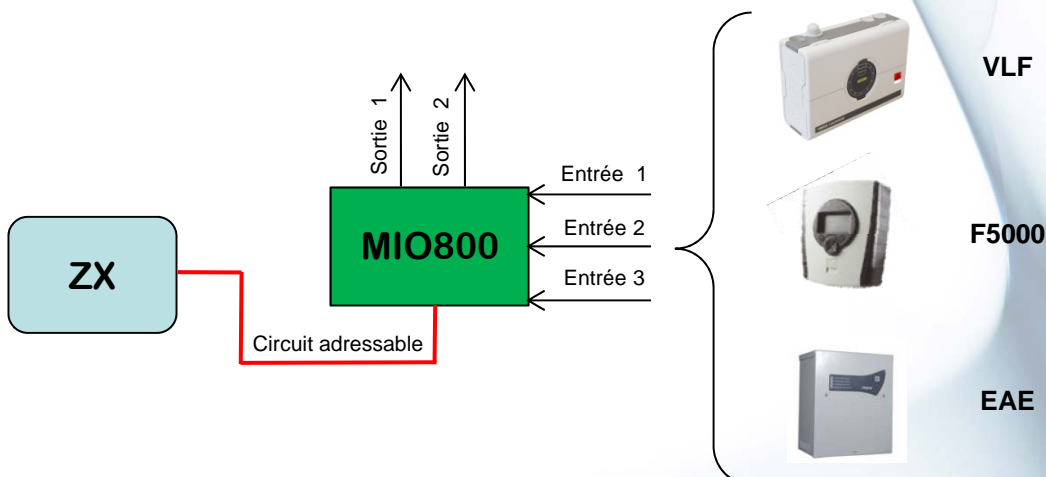 VLF
Sortie 1
Sortie 2
Entrée 1
Entrée 2
Entrée 3
MIO800
ZX
Circuit adressable
F5000
EAE